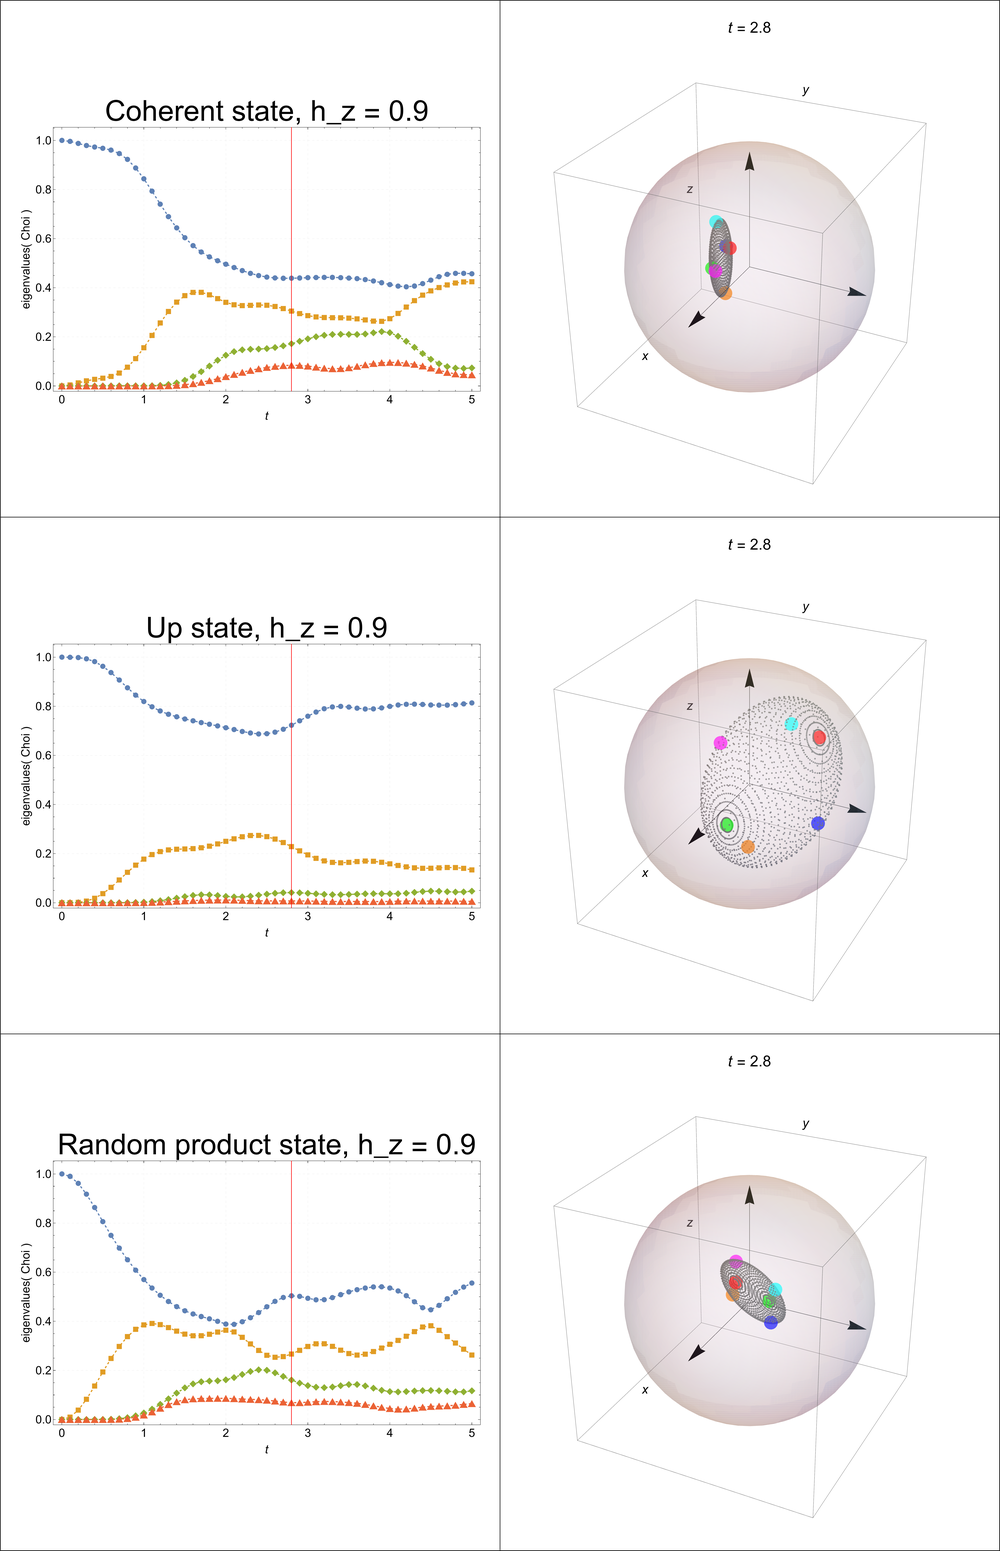 Coherent state, h_z = 0.9
eigenvalues( Choi )
1.0
0.8
0.6
0.4
0.2
0.0
0 1 2 3 4 5
t
t = 2.8
y
z
x
Up state, h_z = 0.9
eigenvalues( Choi )
1.0
0.8
0.6
0.4
0.2
0.0
0 1 2 3 4 5
t
t = 2.8
y
z
x
Random product state, h_z = 0.9
eigenvalues( Choi )
1.0
0.8
0.6
0.4
0.2
0.0
0 1 2 3 4 5
t
t = 2.8
y
z
x